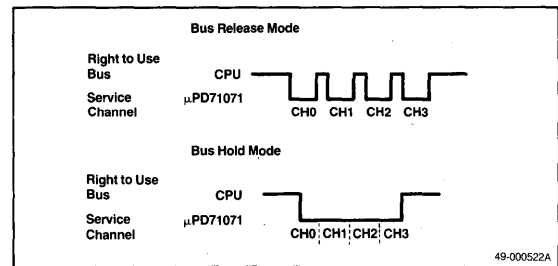 Bus Release Mode
Right to Use
Bus CPU
Service μPD71071
Channel CH0 CH1 CH2 CH3
Bus Hold Mode
Right to Use
Bus CPU
Service μPD71071
Channel CH0 CH1 CH2 CH3
49-000522A